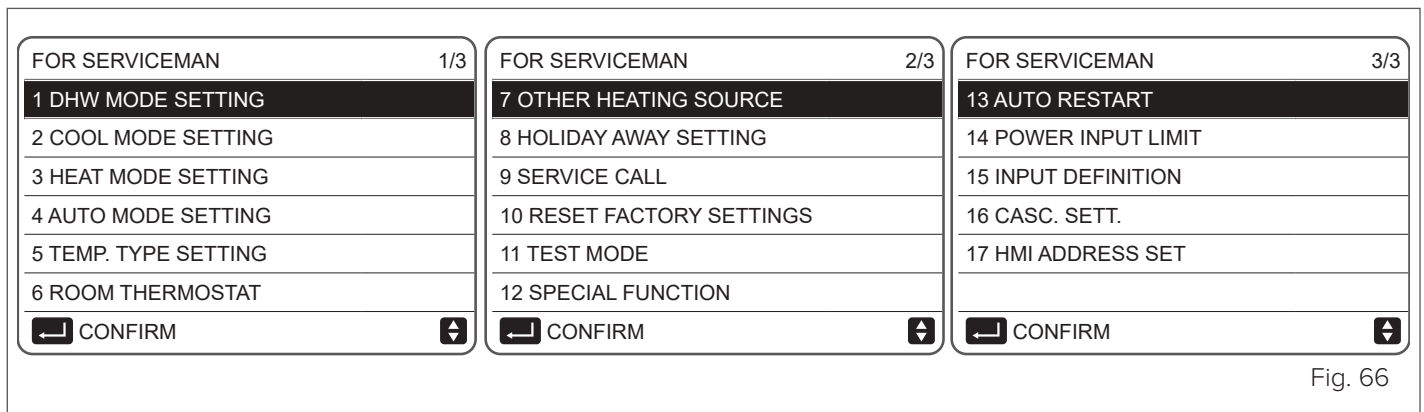 FOR SERVICEMAN 1/3
1 DHW MODE SETTING
2 COOL MODE SETTING
3 HEAT MODE SETTING
4 AUTO MODE SETTING
5 TEMP. TYPE SETTING
6 ROOM THERMOSTAT
CONFIRM
FOR SERVICEMAN 2/3
7 OTHER HEATING SOURCE
8 HOLIDAY AWAY SETTING
9 SERVICE CALL
10 RESET FACTORY SETTINGS
11 TEST MODE
12 SPECIAL FUNCTION
CONFIRM
FOR SERVICEMAN 3/3
13 AUTO RESTART
14 POWER INPUT LIMIT
15 INPUT DEFINITION
16 CASC. SETT.
17 HMI ADDRESS SET
CONFIRM
Fig. 66